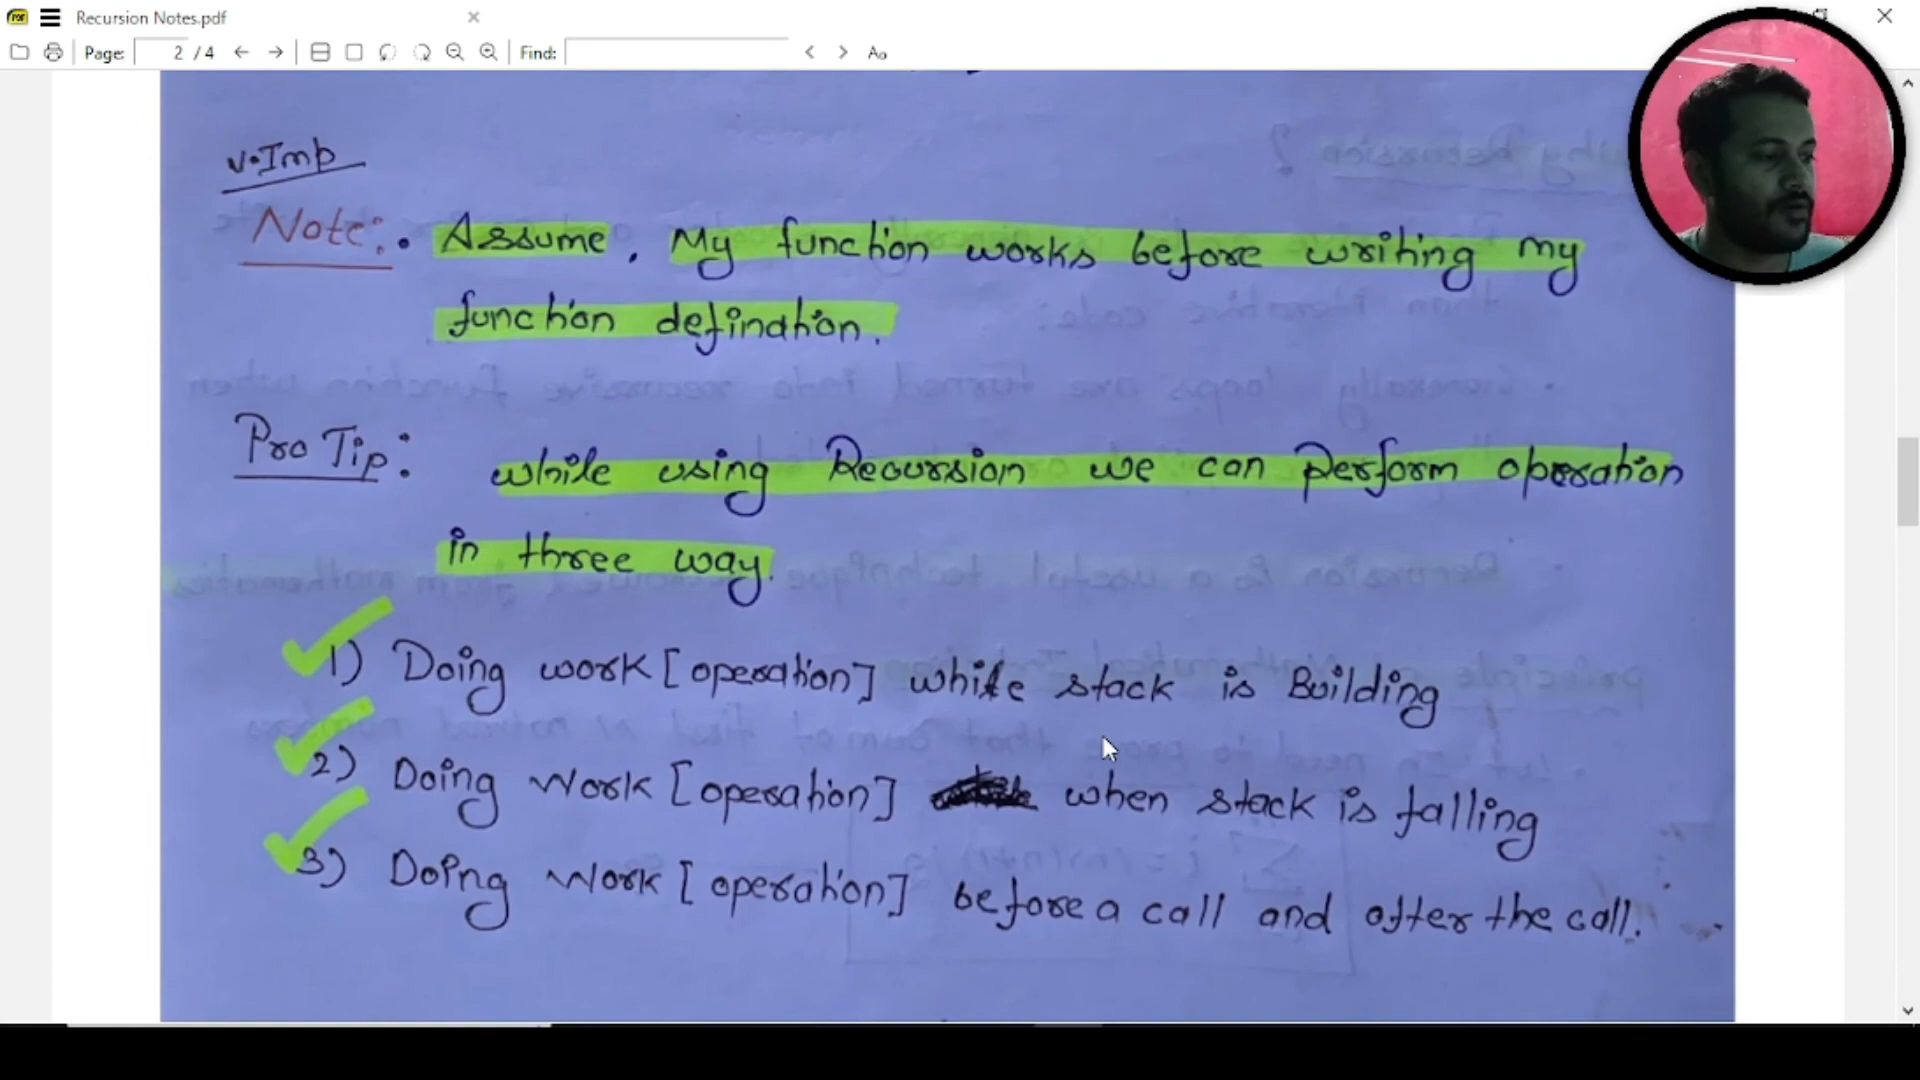 Recursion Notes.pdf
Page: 2 / 4 Find:
v.Imp
Note: . Assume . My function works before writing my
function defination.
Pro Tip: while using Recursion we can Perform operation
in three way.
1) Doing work [operation] while stack is Building
2) Doing Work [operation] when stack is falling
3) Doing Work [operation] before a call and after the call.